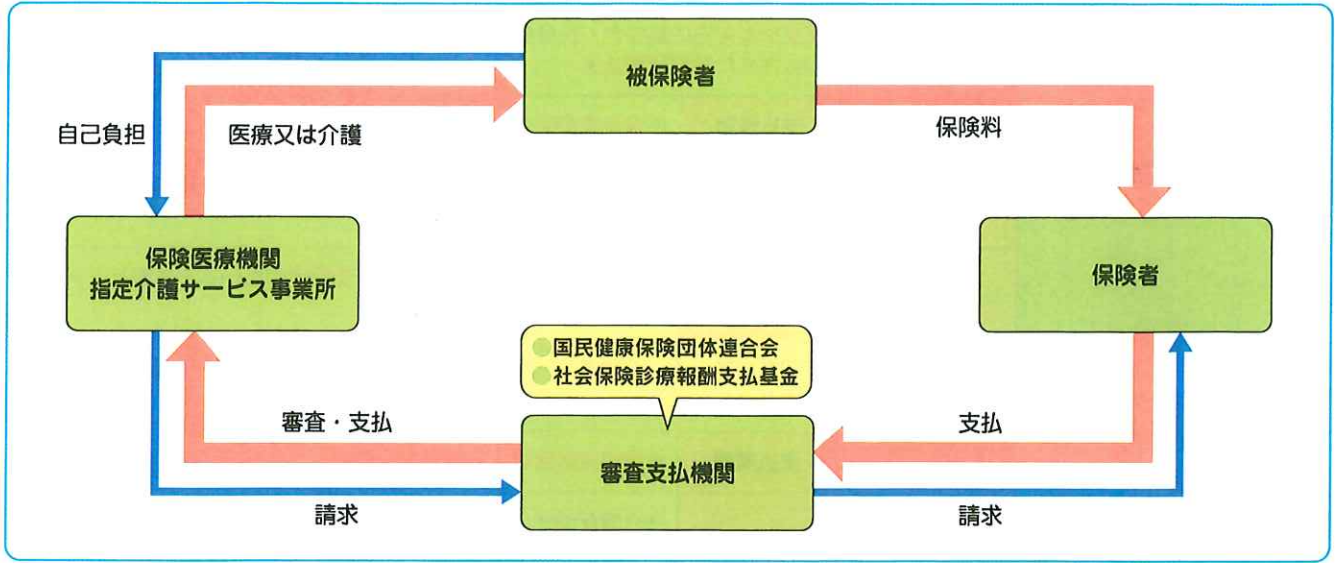 被保険者
自己負担
医療又は介護
保険料
保険医療機関
指定介護サービス事業所
保険者
●国民健康保険団体連合会
●社会保険診療報酬支払基金
審査・支払
支払
審査支払機関
請求
請求